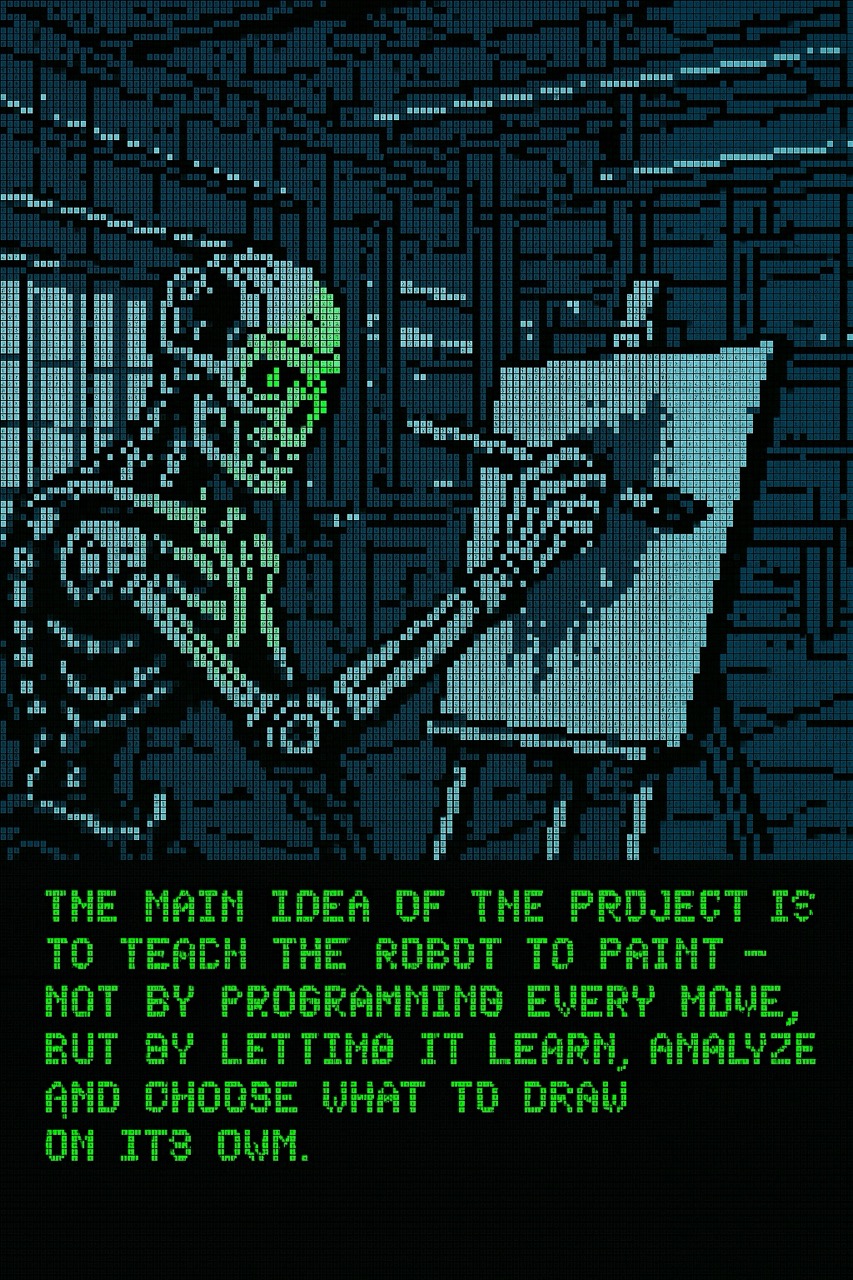 THE MAIN IDEA OF THE PROJECT IS
TO TEACH THE ROBOT TO PAINT –
NOT BY PROGRAMMING EVERY MOVE,
BUT BY LETTING IT LEARN, ANALYZE
AND CHOOSE WHAT TO DRAW
ON ITS OWN.